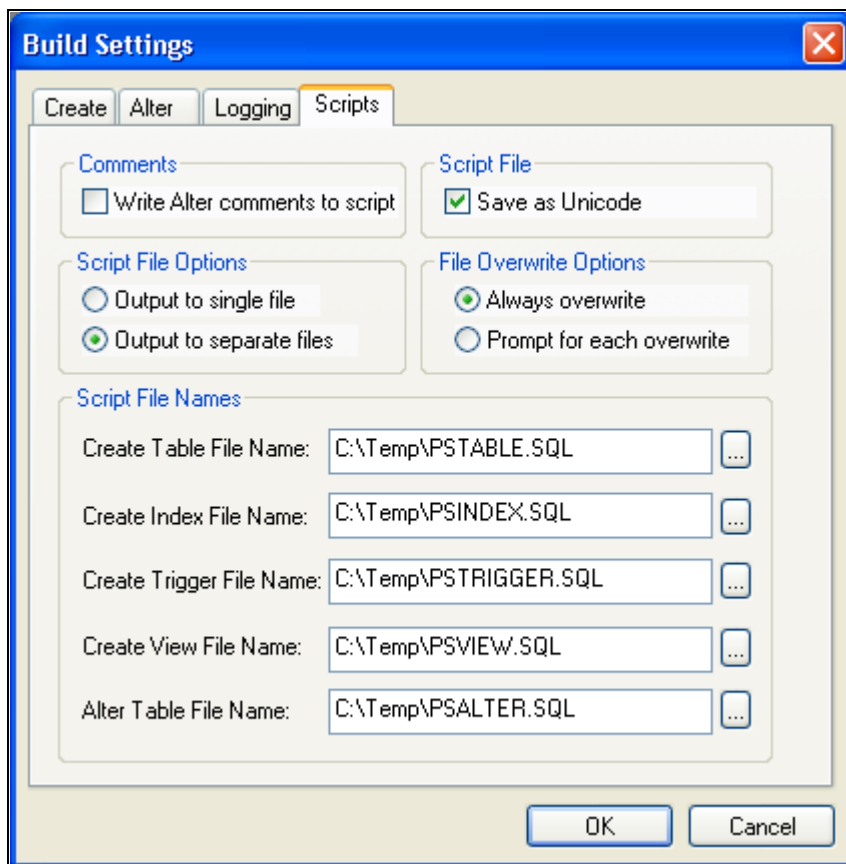 Build Settings
Create Alter Logging Scripts
Comments
Write Alter comments to script
Script File
Save as Unicode
Script File Options
Output to single file
Output to separate files
File Overwrite Options
Always overwrite
Prompt for each overwrite
Script File Names
Create Table File Name: C:\Temp\PSTABLE.SQL ...
Create Index File Name: C:\Temp\PSINDEX.SQL ...
Create Trigger File Name: C:\Temp\PSTRIGGER.SQL ...
Create View File Name: C:\Temp\PSVIEW.SQL ...
Alter Table File Name: C:\Temp\PSALTER.SQL ...
OK Cancel